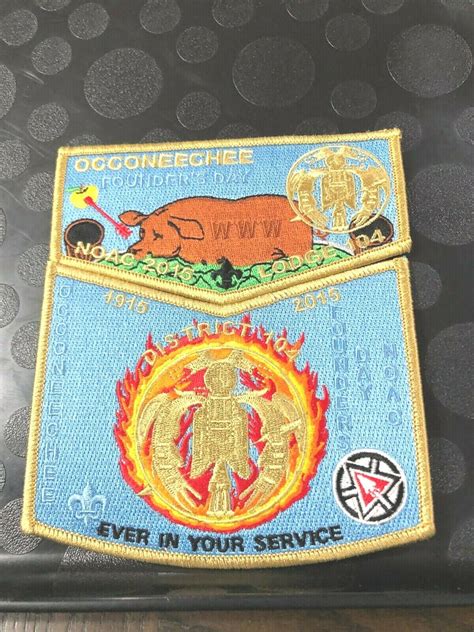 OCCONEECHEE
FOUNDER'S DAY
WWW
NOAC 2015
LODGE 104
1915
2015
DISTRICT 104
OCCONEECHEE
FOUNDERS
DAY
NOAC
EVER IN YOUR SERVICE